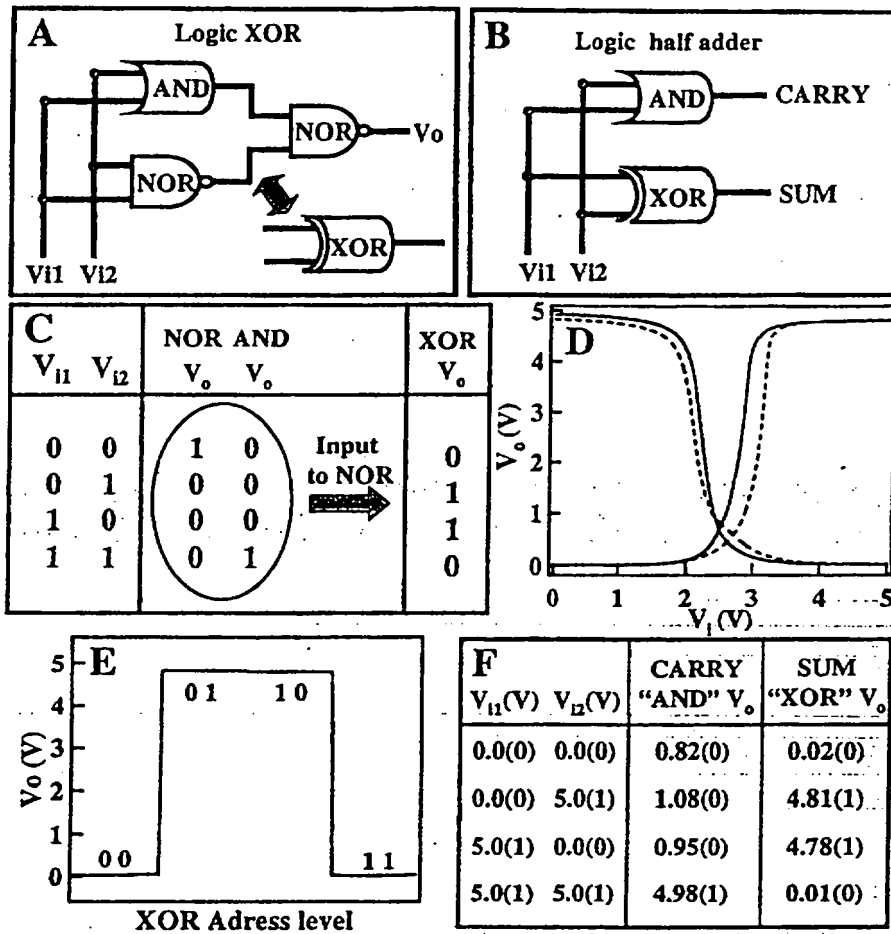 A
Logic XOR
AND
NOR
NOR
Vo
XOR
Vi1 Vi2
B
Logic half adder
AND
CARRY
XOR
SUM
Vi1 Vi2
C
NOR AND XOR
Vi1 Vi2 Vo Vo Vo
0 0 1 0 0
0 1 0 0 1
1 0 0 0 1
1 1 0 1 0
Input
to NOR
D
5
4
3
2
1
0
Vo (V)
0 1 2 3 4 5
Vi(V)
E
5
4
3
2
1
0
Vo (V)
0 1 1 0
0 0 1 1
XOR Adress level
F
CARRY SUM
Vi1(V) Vi2(V) “AND” Vo “XOR” Vo
0.0(0) 0.0(0) 0.82(0) 0.02(0)
0.0(0) 5.0(1) 1.08(0) 4.81(1)
5.0(1) 0.0(0) 0.95(0) 4.78(1)
5.0(1) 5.0(1) 4.98(1) 0.01(0)